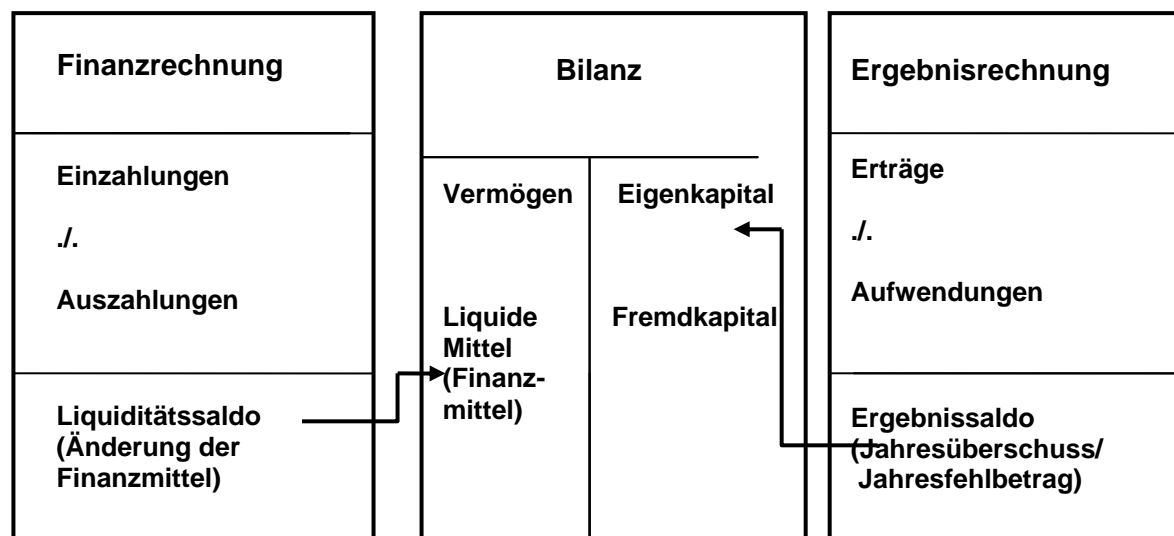 Finanzrechnung
Einzahlungen
./.
Auszahlungen
Liquiditätssaldo
(Änderung der
Finanzmittel)
Bilanz
Vermögen
Liquide
Mittel
(Finanz-
mittel)
Eigenkapital
Fremdkapital
Ergebnisrechnung
Erträge
./.
Aufwendungen
Ergebnissaldo
(Jahresüberschuss/
Jahresfehlbetrag)